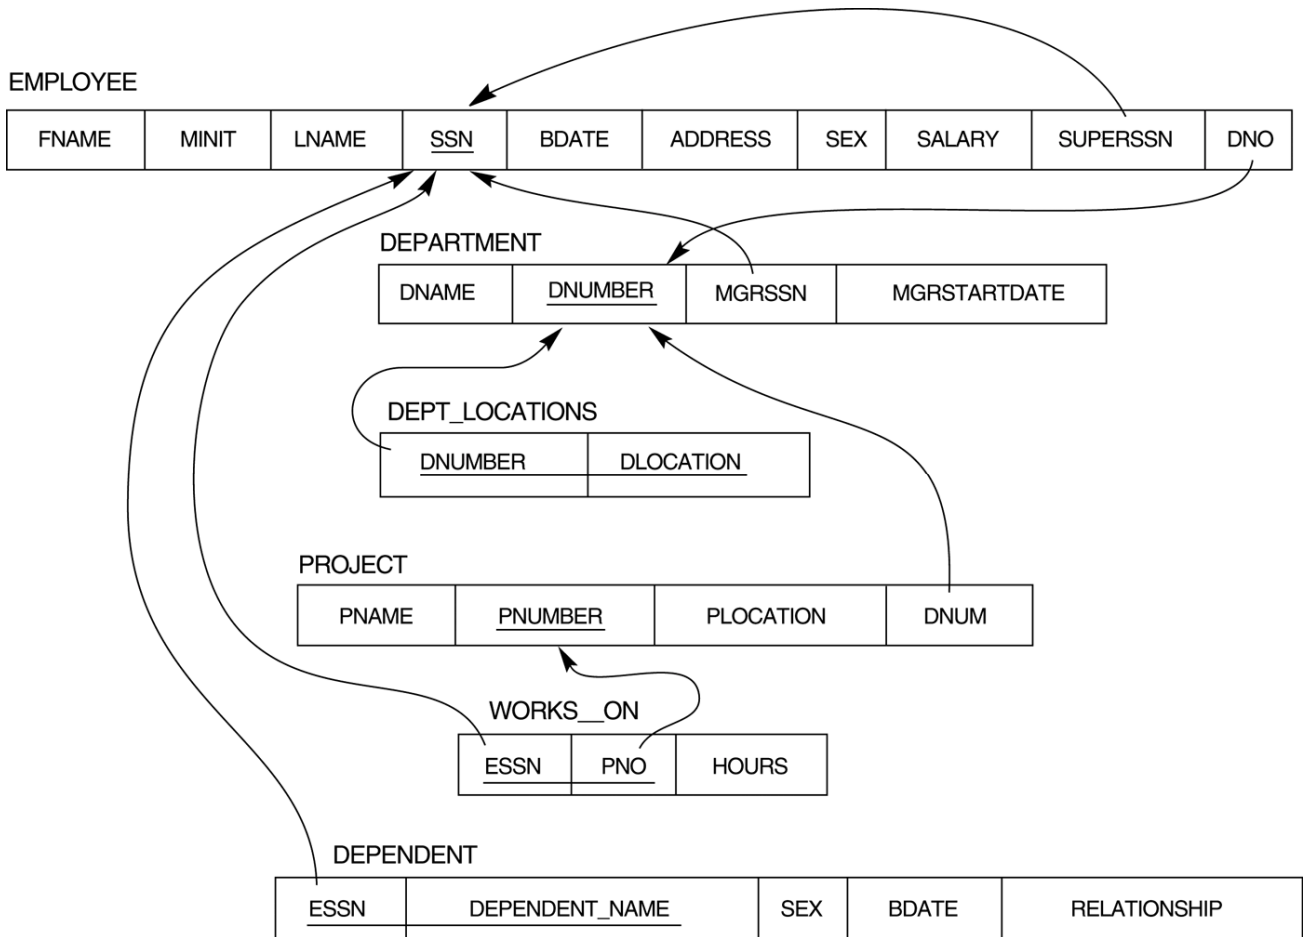 EMPLOYEE
FNAME MINIT LNAME SSN BDATE ADDRESS SEX SALARY SUPERSSN DNO
DEPARTMENT
DNAME DNUMBER MGRSSN MGRSTARTDATE
DEPT_LOCATIONS
DNUMBER DLOCATION
PROJECT
PNAME PNUMBER PLOCATION DNUM
WORKS__ON
ESSN PNO HOURS
DEPENDENT
ESSN DEPENDENT_NAME SEX BDATE RELATIONSHIP